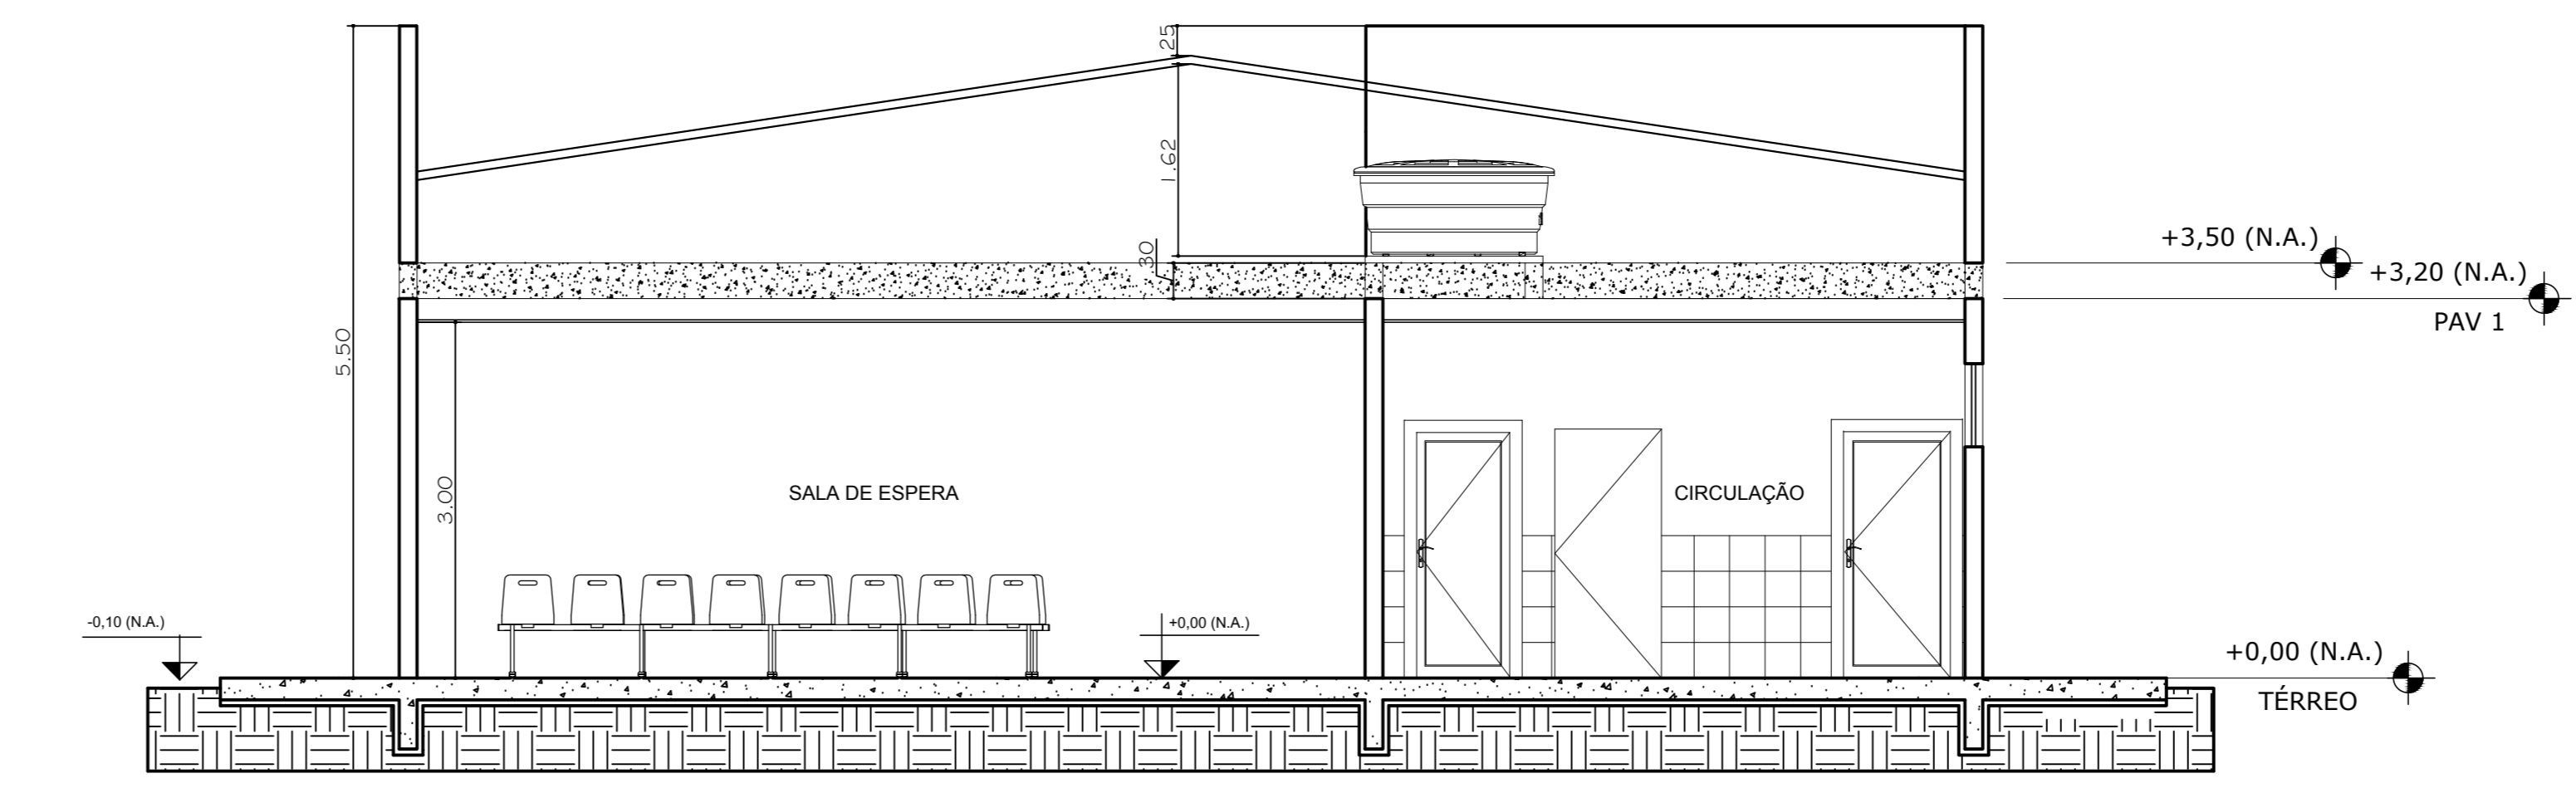 25
1.62
30
+3,50 (N.A.)
+3,20 (N.A.)
PAV 1
5.50
3.00
SALA DE ESPERA
CIRCULAÇÃO
-0,10 (N.A.)
+0,00 (N.A.)
+0,00 (N.A.)
TÉRREO